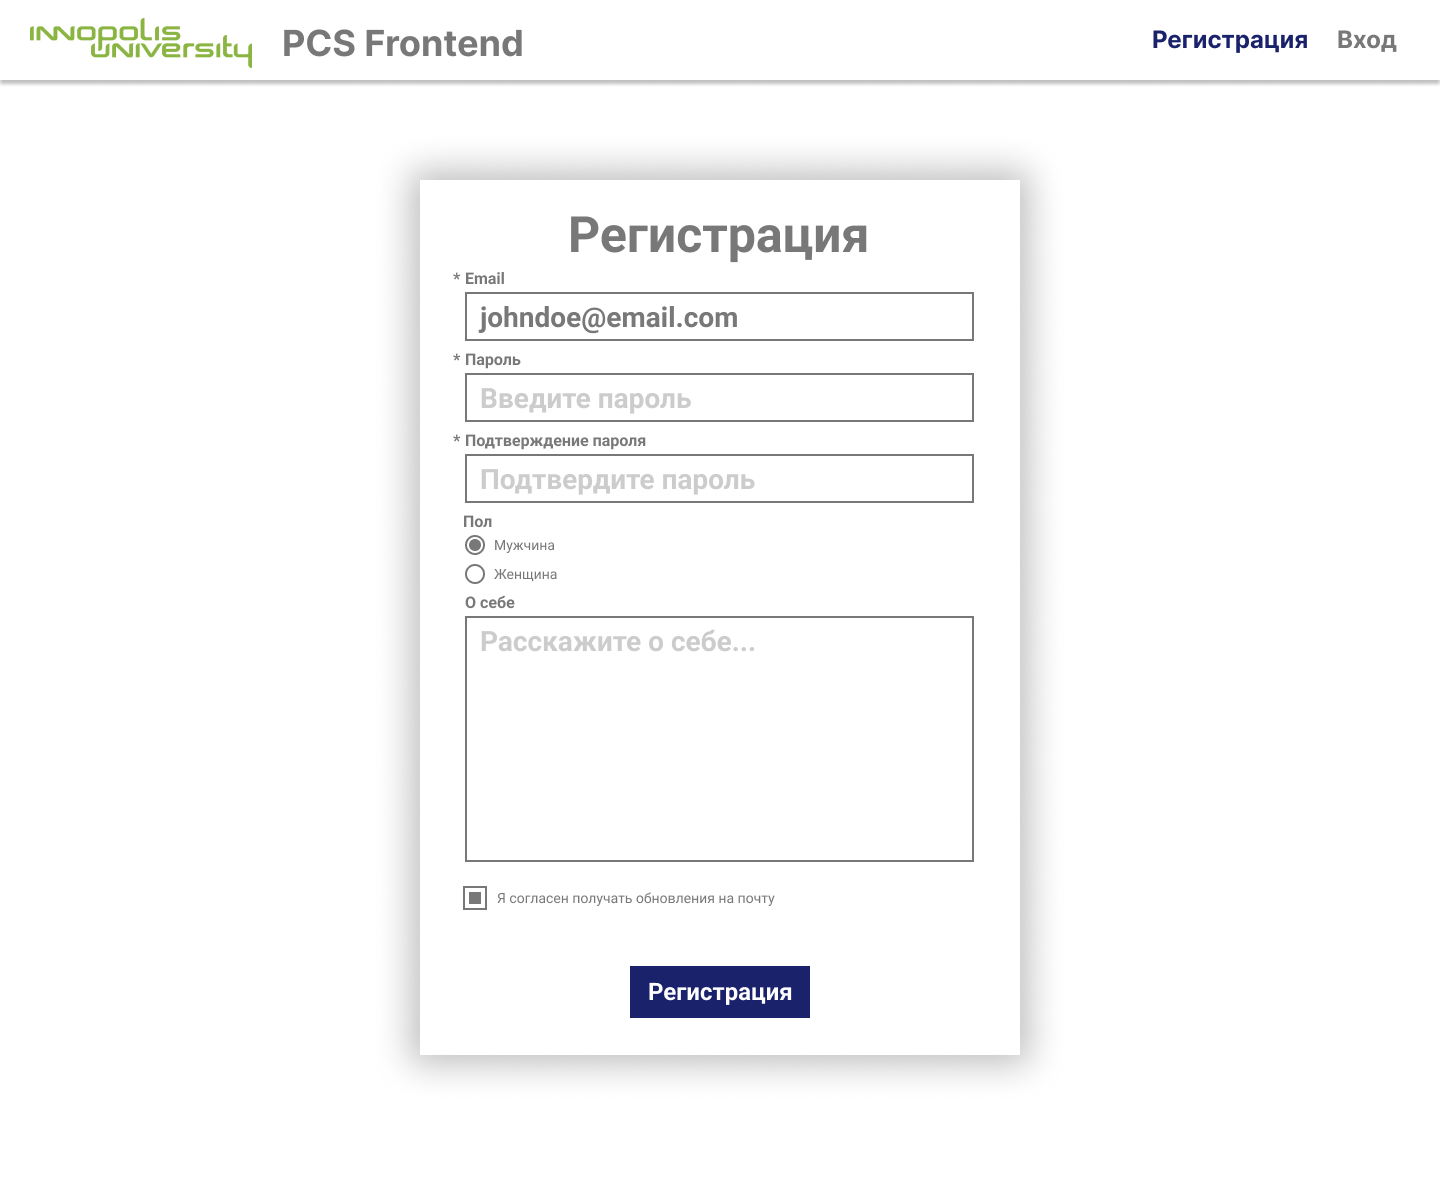 INNOPOLIS
UNIVERSITY
PCS Frontend
Регистрация
Вход
Регистрация
* Email
johndoe@email.com
* Пароль
Введите пароль
* Подтверждение пароля
Подтвердите пароль
Пол
Мужчина
Женщина
О себе
Расскажите о себе...
Я согласен получать обновления на почту
Регистрация